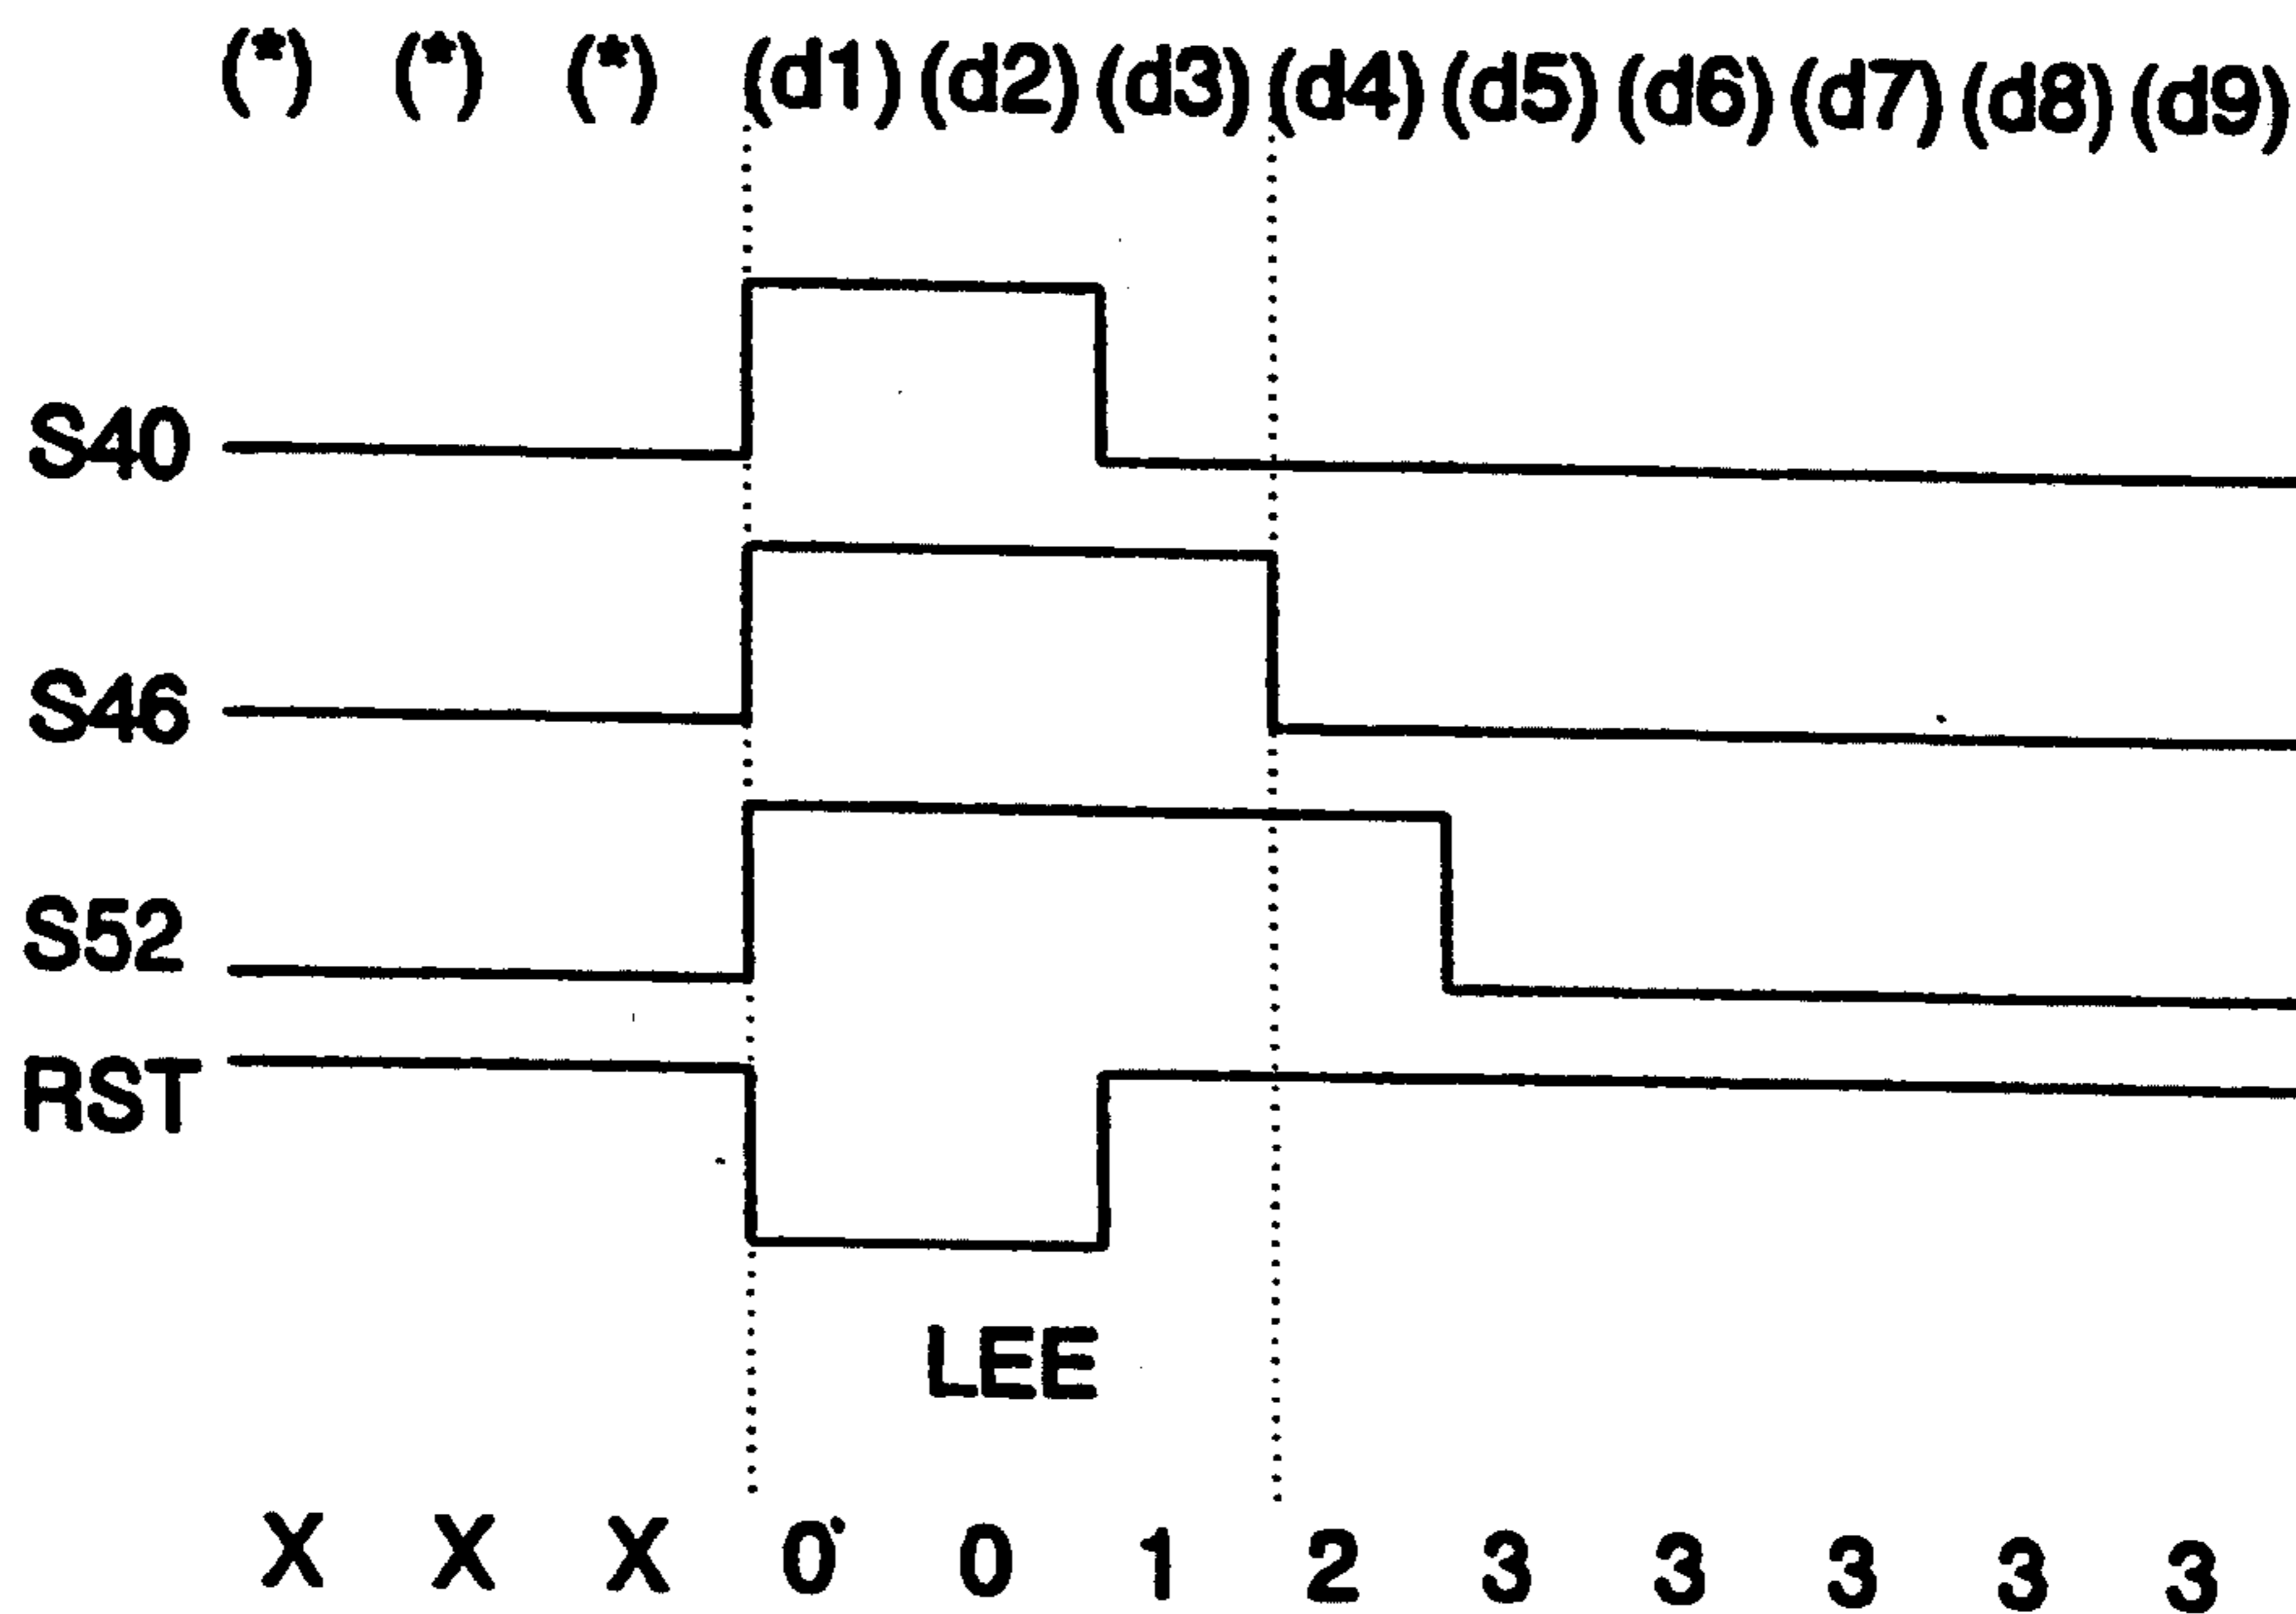 (*) (*) (*) (d1) (d2) (d3) (d4) (d5) (d6) (d7) (d8) (d9)
S40
S46
S52
RST
LEE
X X X 0 0 1 2 3 3 3 3 3